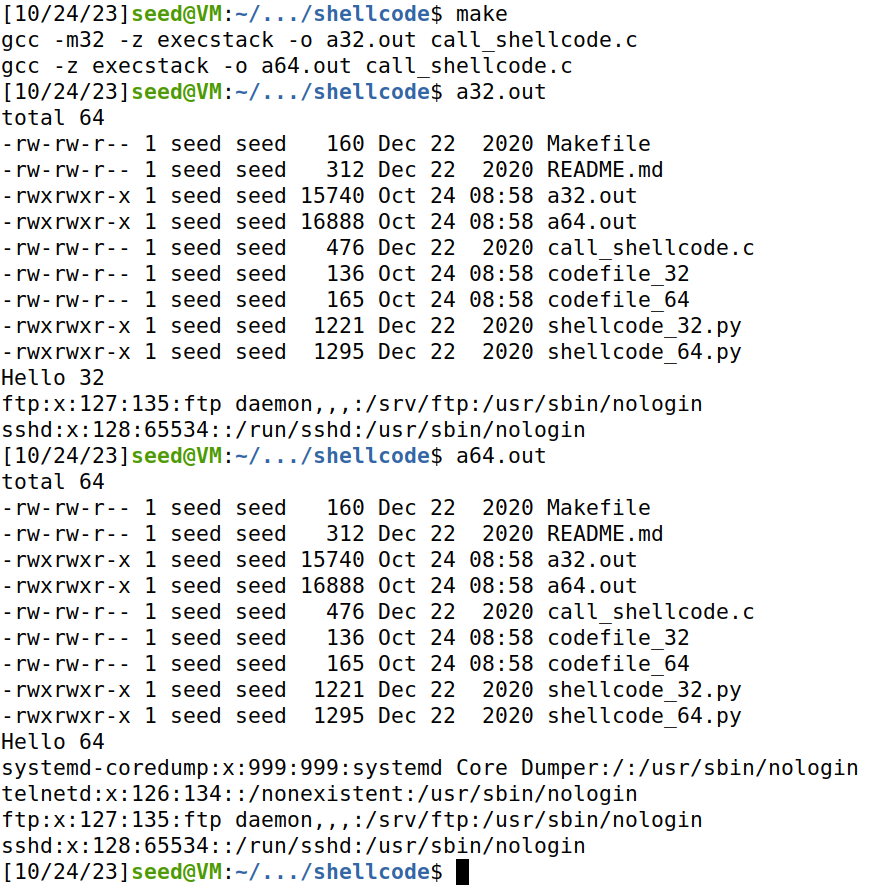 [10/24/23]seed@VM:~/.../shellcode$ make
gcc -m32 -z execstack -o a32.out call_shellcode.c
gcc -z execstack -o a64.out call_shellcode.c
[10/24/23]seed@VM:~/.../shellcode$ a32.out
total 64
-rw-rw-r-- 1 seed seed   160 Dec 22  2020 Makefile
-rw-rw-r-- 1 seed seed   312 Dec 22  2020 README.md
-rwxrwxr-x 1 seed seed 15740 Oct 24 08:58 a32.out
-rwxrwxr-x 1 seed seed 16888 Oct 24 08:58 a64.out
-rw-rw-r-- 1 seed seed   476 Dec 22  2020 call_shellcode.c
-rw-rw-r-- 1 seed seed   136 Oct 24 08:58 codefile_32
-rw-rw-r-- 1 seed seed   165 Oct 24 08:58 codefile_64
-rwxrwxr-x 1 seed seed  1221 Dec 22  2020 shellcode_32.py
-rwxrwxr-x 1 seed seed  1295 Dec 22  2020 shellcode_64.py
Hello 32
ftp:x:127:135:ftp daemon,,,:/srv/ftp:/usr/sbin/nologin
sshd:x:128:65534::/run/sshd:/usr/sbin/nologin
[10/24/23]seed@VM:~/.../shellcode$ a64.out
total 64
-rw-rw-r-- 1 seed seed   160 Dec 22  2020 Makefile
-rw-rw-r-- 1 seed seed   312 Dec 22  2020 README.md
-rwxrwxr-x 1 seed seed 15740 Oct 24 08:58 a32.out
-rwxrwxr-x 1 seed seed 16888 Oct 24 08:58 a64.out
-rw-rw-r-- 1 seed seed   476 Dec 22  2020 call_shellcode.c
-rw-rw-r-- 1 seed seed   136 Oct 24 08:58 codefile_32
-rw-rw-r-- 1 seed seed   165 Oct 24 08:58 codefile_64
-rwxrwxr-x 1 seed seed  1221 Dec 22  2020 shellcode_32.py
-rwxrwxr-x 1 seed seed  1295 Dec 22  2020 shellcode_64.py
Hello 64
systemd-coredump:x:999:999:systemd Core Dumper:/:/usr/sbin/nologin
telnetd:x:126:134::/nonexistent:/usr/sbin/nologin
ftp:x:127:135:ftp daemon,,,:/srv/ftp:/usr/sbin/nologin
sshd:x:128:65534::/run/sshd:/usr/sbin/nologin
[10/24/23]seed@VM:~/.../shellcode$